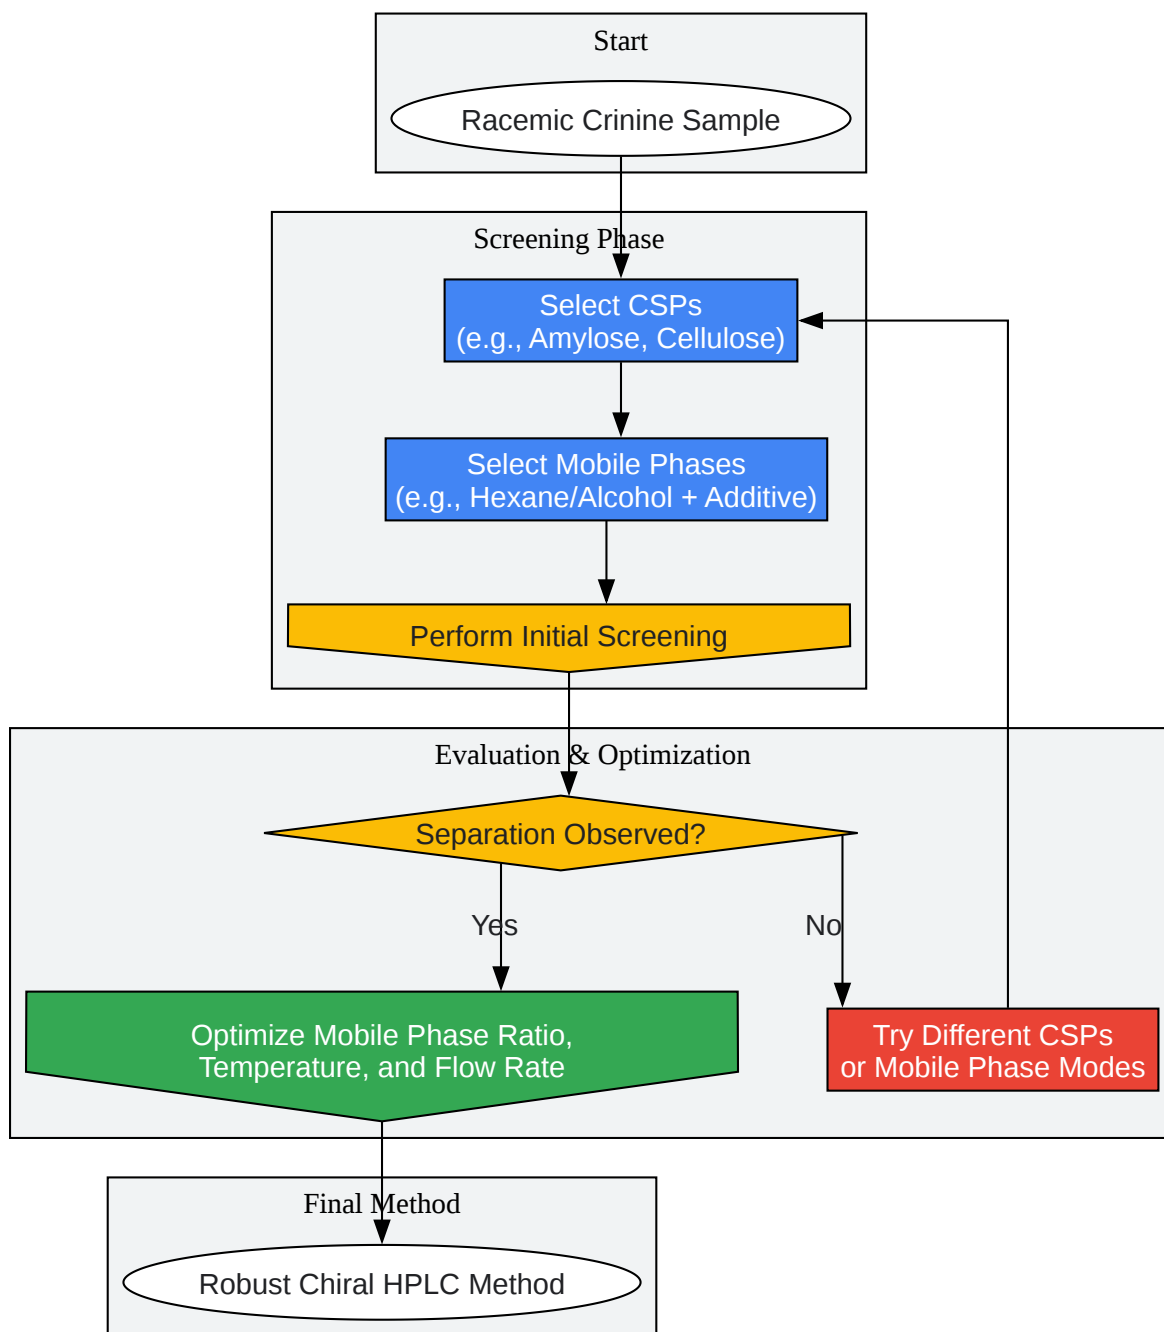 Start
Racemic Crinine Sample
Screening Phase
Select CSPs
(e.g., Amylose, Cellulose)
Select Mobile Phases
(e.g., Hexane/Alcohol + Additive)
Perform Initial Screening
Evaluation & Optimization
Separation Observed?
Yes
No
Optimize Mobile Phase Ratio,
Temperature, and Flow Rate
Try Different CSPs
or Mobile Phase Modes
Final Method
Robust Chiral HPLC Method